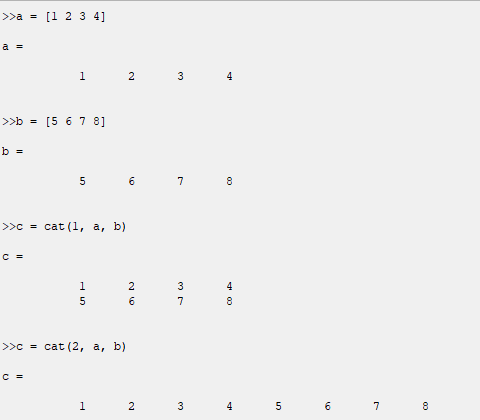 >>a = [1 2 3 4]
a =
1 2 3 4
>>b = [5 6 7 8]
b =
5 6 7 8
>>c = cat(1, a, b)
c =
1 2 3 4
5 6 7 8
>>c = cat(2, a, b)
c =
1 2 3 4 5 6 7 8